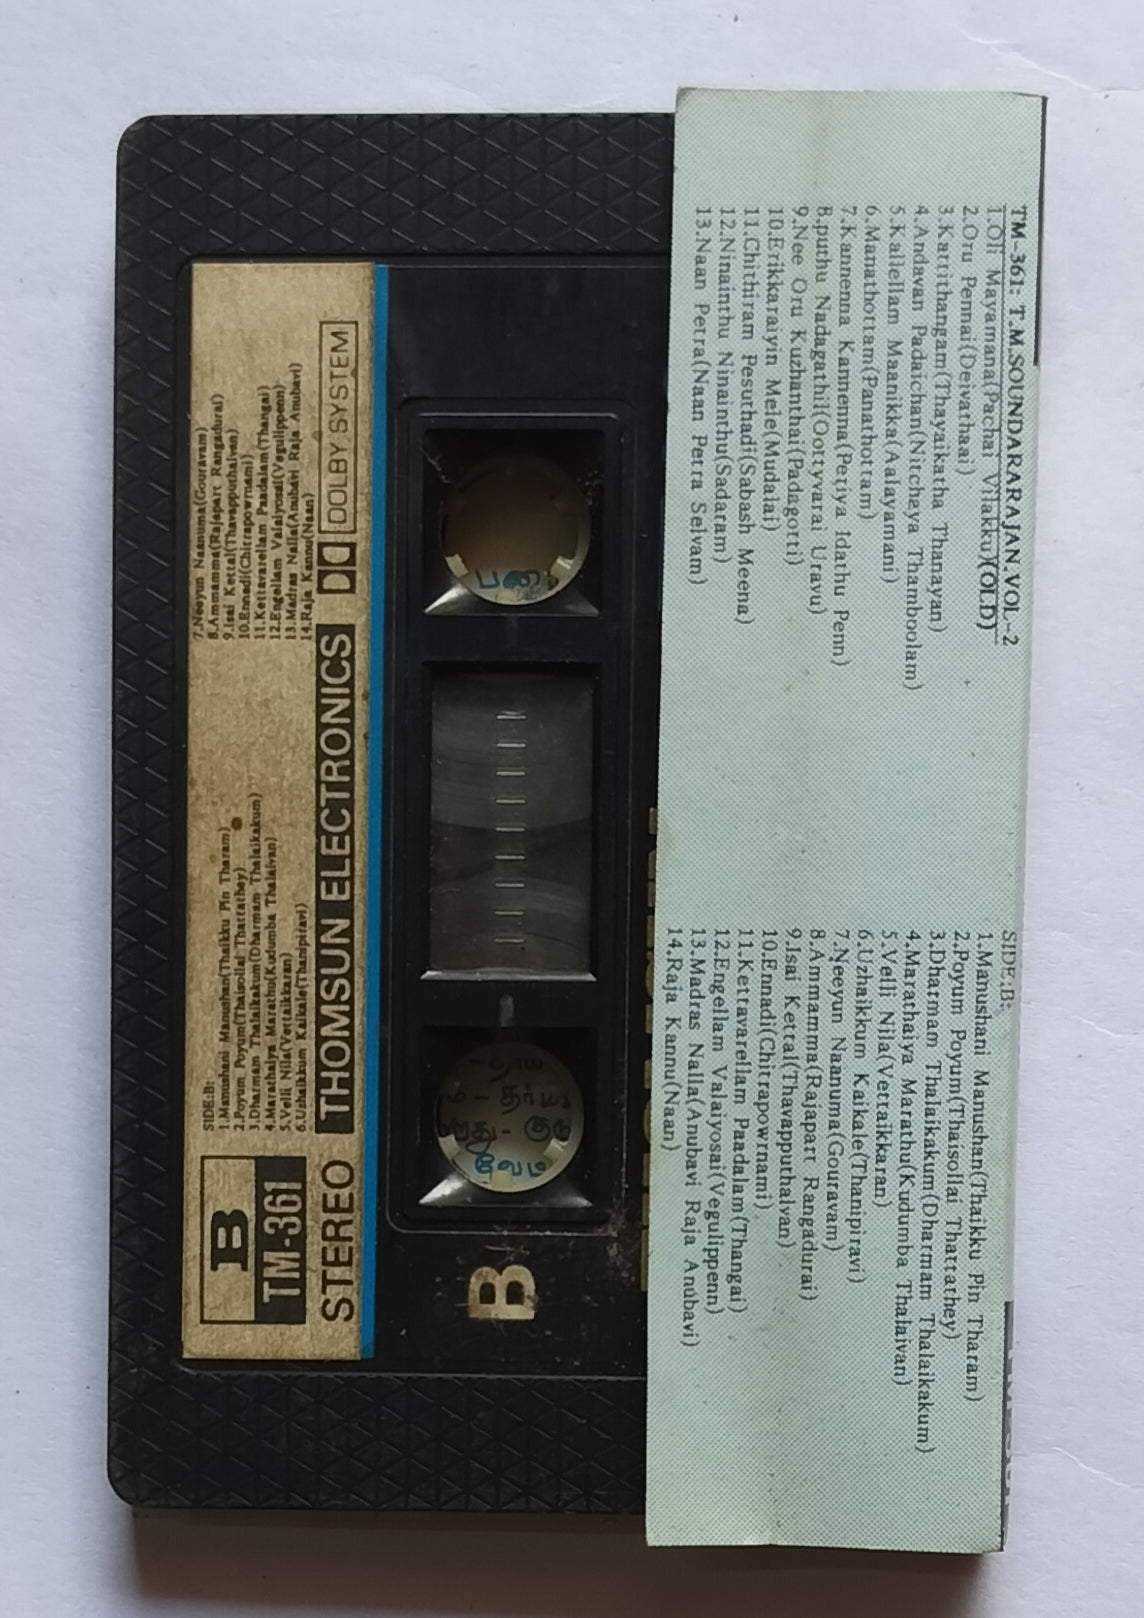 TM-361: T.M.SOUNDARARAJAN.VOL-2
1.Oli Mayamana(Pachai Vilakku)(OLD)
2.Oru Pennai(Deivathaai)
3.Kattithangam(Thayaikatha Thanayan)
4.Andavan Padaichan(Nitchaya Thamboolam)
5.Kallellam Maanikka(Aalayamani)
6.Manathottam(Panathottam)
7.Kannenna Kannenna(Periya Idathu Penn)
8.puthu Nadagathil(Ootyvarai Uravu)
9.Nee Oru Kuzhanthai(Padagotti)
10.Erikkaraiyin Mele(Mudalai)
11.Chithiram Pesuthadi(Sabash Meena)
12.Ninainthu Ninainthu(Sadaram)
13.Naan Petra(Naan Petra Selvam)
SIDE:B:
1.Manushani Manushan(Thaikku Pin Tharam)
2.Poyum Poyum(Thaisollai Thattathey)
3.Dharmam Thalaikakum(Dharmam Thalaikakum)
4.Marathaiya Marathu(Kudumba Thalaivan)
5.Velli Nila(Vettaikkaran)
6.Uzhaikkum Kaikale(Thanipiravi)
7.Neeyun Naanuma(Gouravam)
8.Ammamma(Rajapart Rangadurai)
9.Isai Kettal(Thavapputhalvan)
10.Ennadi(Chitrapowrnami)
11.Kettavarellam Paadalam(Thangai)
12.Engellam Valaiyosai(Vegulippenn)
13.Madras Nalla(Anubavi Raja Anubavi)
14.Raja Kannu(Naan)
B
TM-361
SIDE:B:
1.Manushani Manushan(Thaikku Pin Tharam)
2.Poyum Poyum(Thaisollai Thattathey)
3.Dharmam Thalaikakum(Dharmam Thalaikakum)
4.Marathaiya Marathu(Kudumba Thalaivan)
5.Velli Nila(Vettaikkaran)
6.Uzhaikkum Kaikale(Thanipiravi)
7.Neeyun Naanuma(Gouravam)
8.Ammamma(Rajapart Rangadurai)
9.Isai Kettal(Thavapputhalvan)
10.Ennadi(Chitrapowrnami)
11.Kettavarellam Paadalam(Thangai)
12.Engellam Valaiyosai(Vegulippenn)
13.Madras Nalla(Anubavi Raja Anubavi)
14.Raja Kannu(Naan)
STEREO THOMSUN ELECTRONICS DOLBY SYSTEM
B